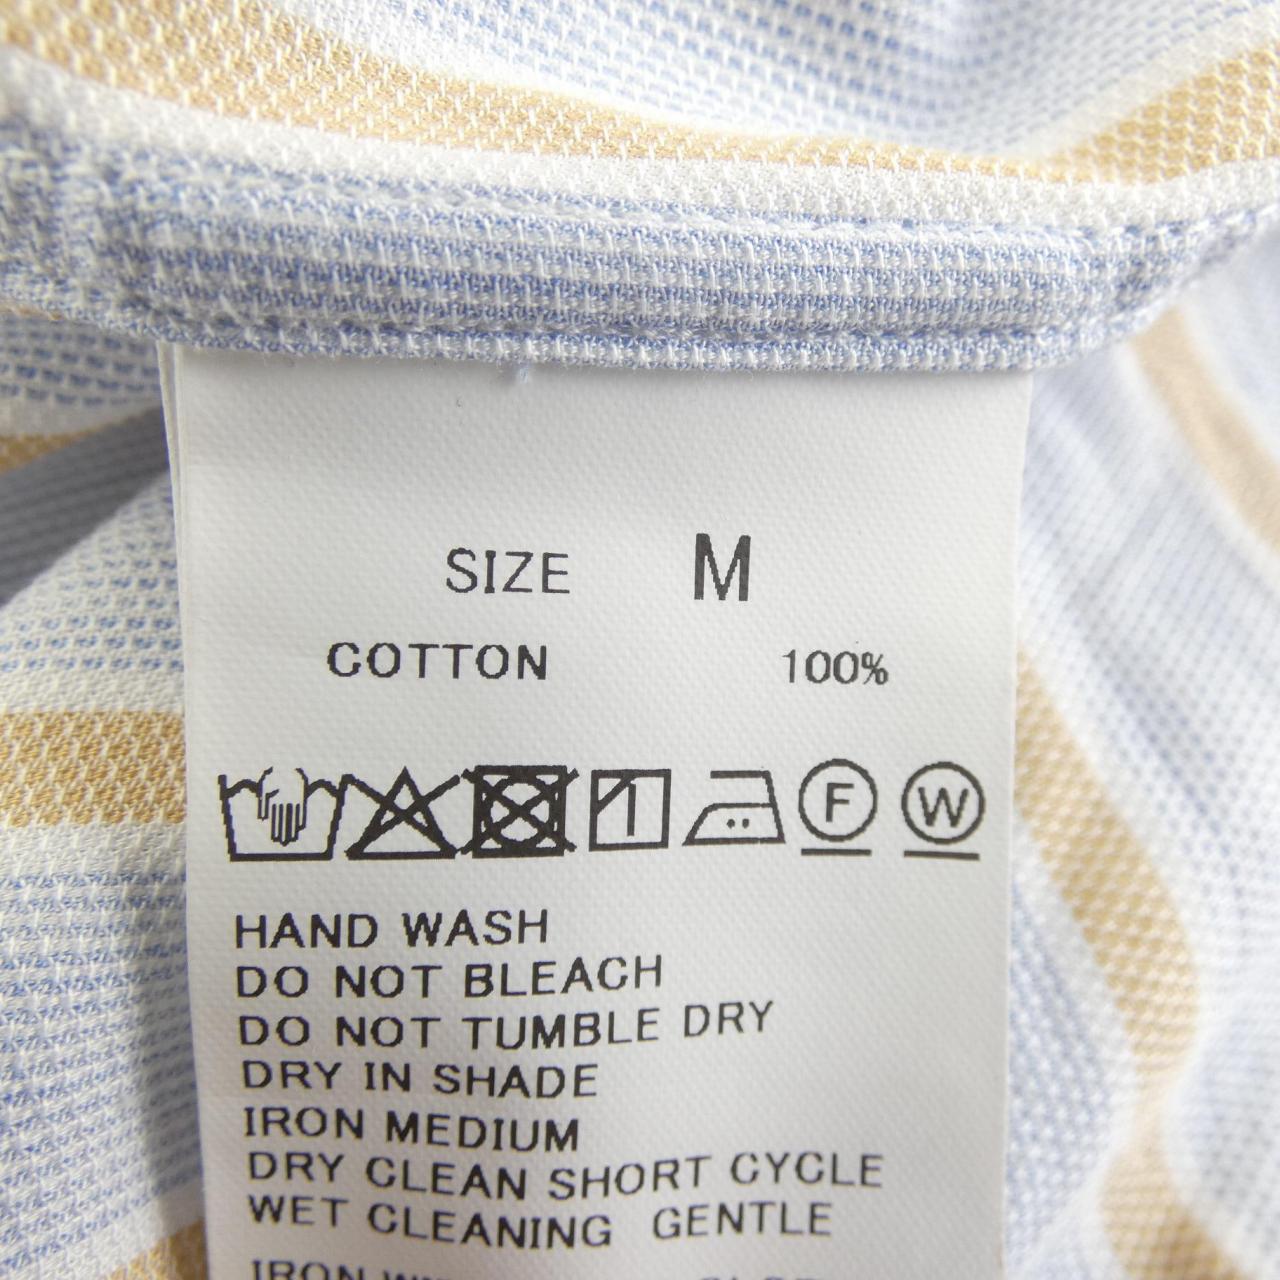 SIZE M
COTTON 100%
F W
HAND WASH
DO NOT BLEACH
DO NOT TUMBLE DRY
DRY IN SHADE
IRON MEDIUM
DRY CLEAN SHORT CYCLE
WET CLEANING GENTLE
IRON